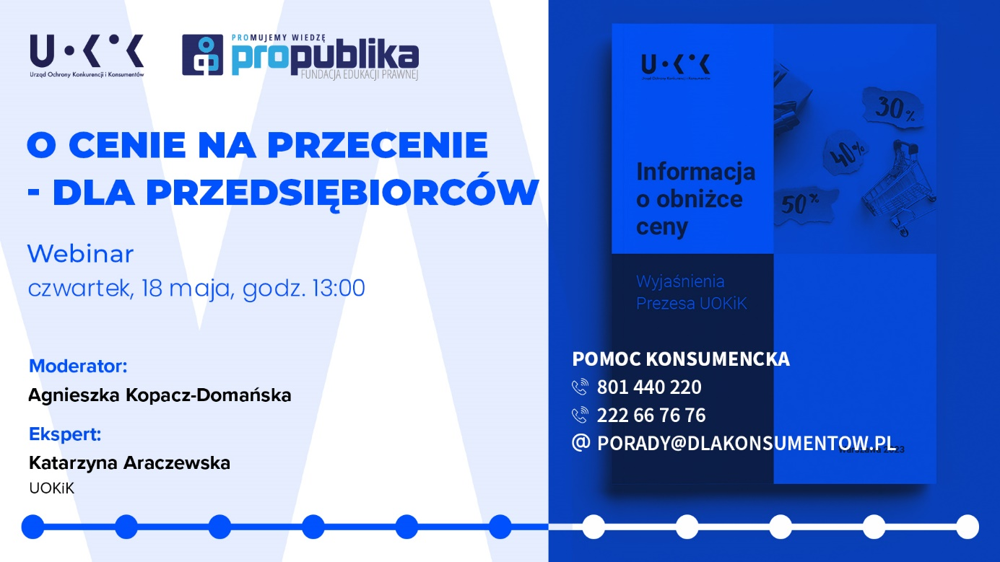 U·K·K
Urząd Ochrony Konkurencji i Konsumentów
PROMUJEMY WIEDZĘ
propublika
FUNDACJA EDUKACJI PRAWNEJ
O CENIE NA PRZECENIE
- DLA PRZEDSIĘBIORCÓW
Webinar
czwartek, 18 maja, godz. 13:00
Moderator:
Agnieszka Kopacz-Domańska
Ekspert:
Katarzyna Araczewska
UOKiK
U·K·K
Urząd Ochrony Konkurencji i Konsumentów
30%
40%
50%
Informacja
o obniżce
ceny
Wyjaśnienia
Prezesa UOKiK
POMOC KONSUMENCKA
801 440 220
222 66 76 76
@ PORADY@DLAKONSUMENTOW.PL
Warszawa 2023